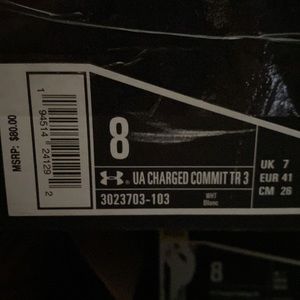 MSRP: $80.00
1 94514 24129 2
8
UA CHARGED COMMIT TR 3
3023703-103
WHT
Blanc
UK 7
EUR 41
CM 26
8